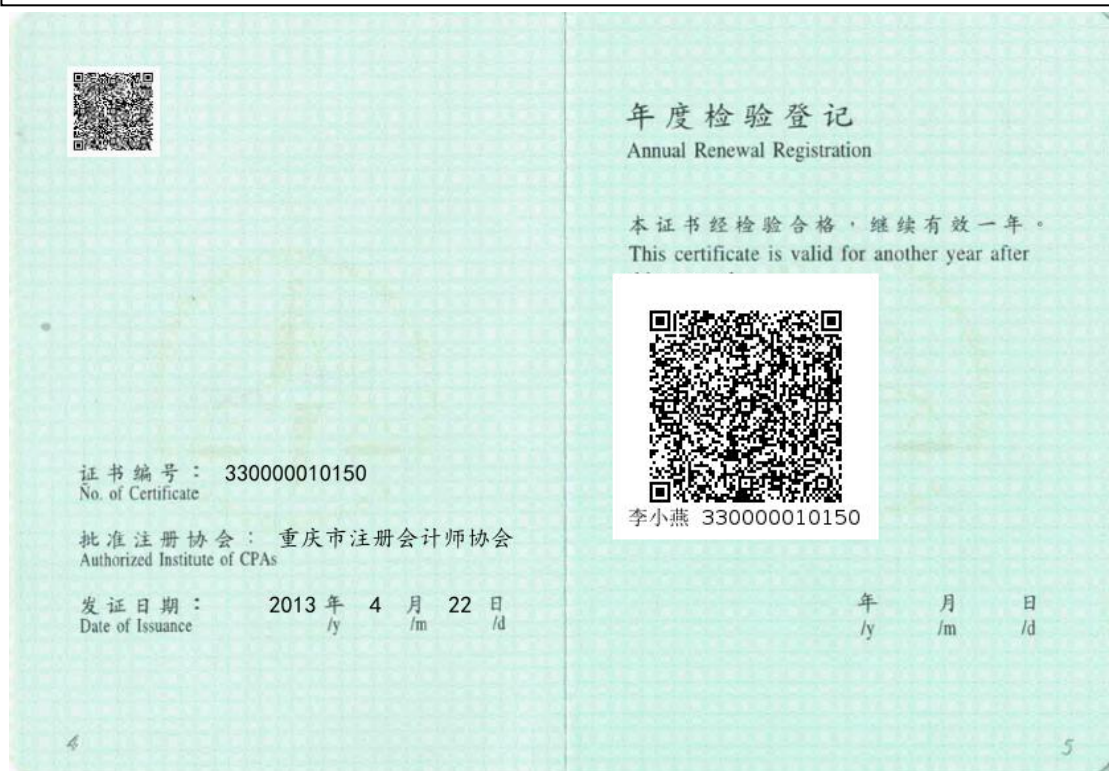 证书编号： 330000010150
No. of Certificate
批准注册协会： 重庆市注册会计师协会
Authorized Institute of CPAs
发证日期： 2013 年 4 月 22 日
Date of Issuance /y /m /d
4
年度检验登记
Annual Renewal Registration
本证书经检验合格，继续有效一年。
This certificate is valid for another year after
李小燕 330000010150
年 月 日
/y /m /d
5